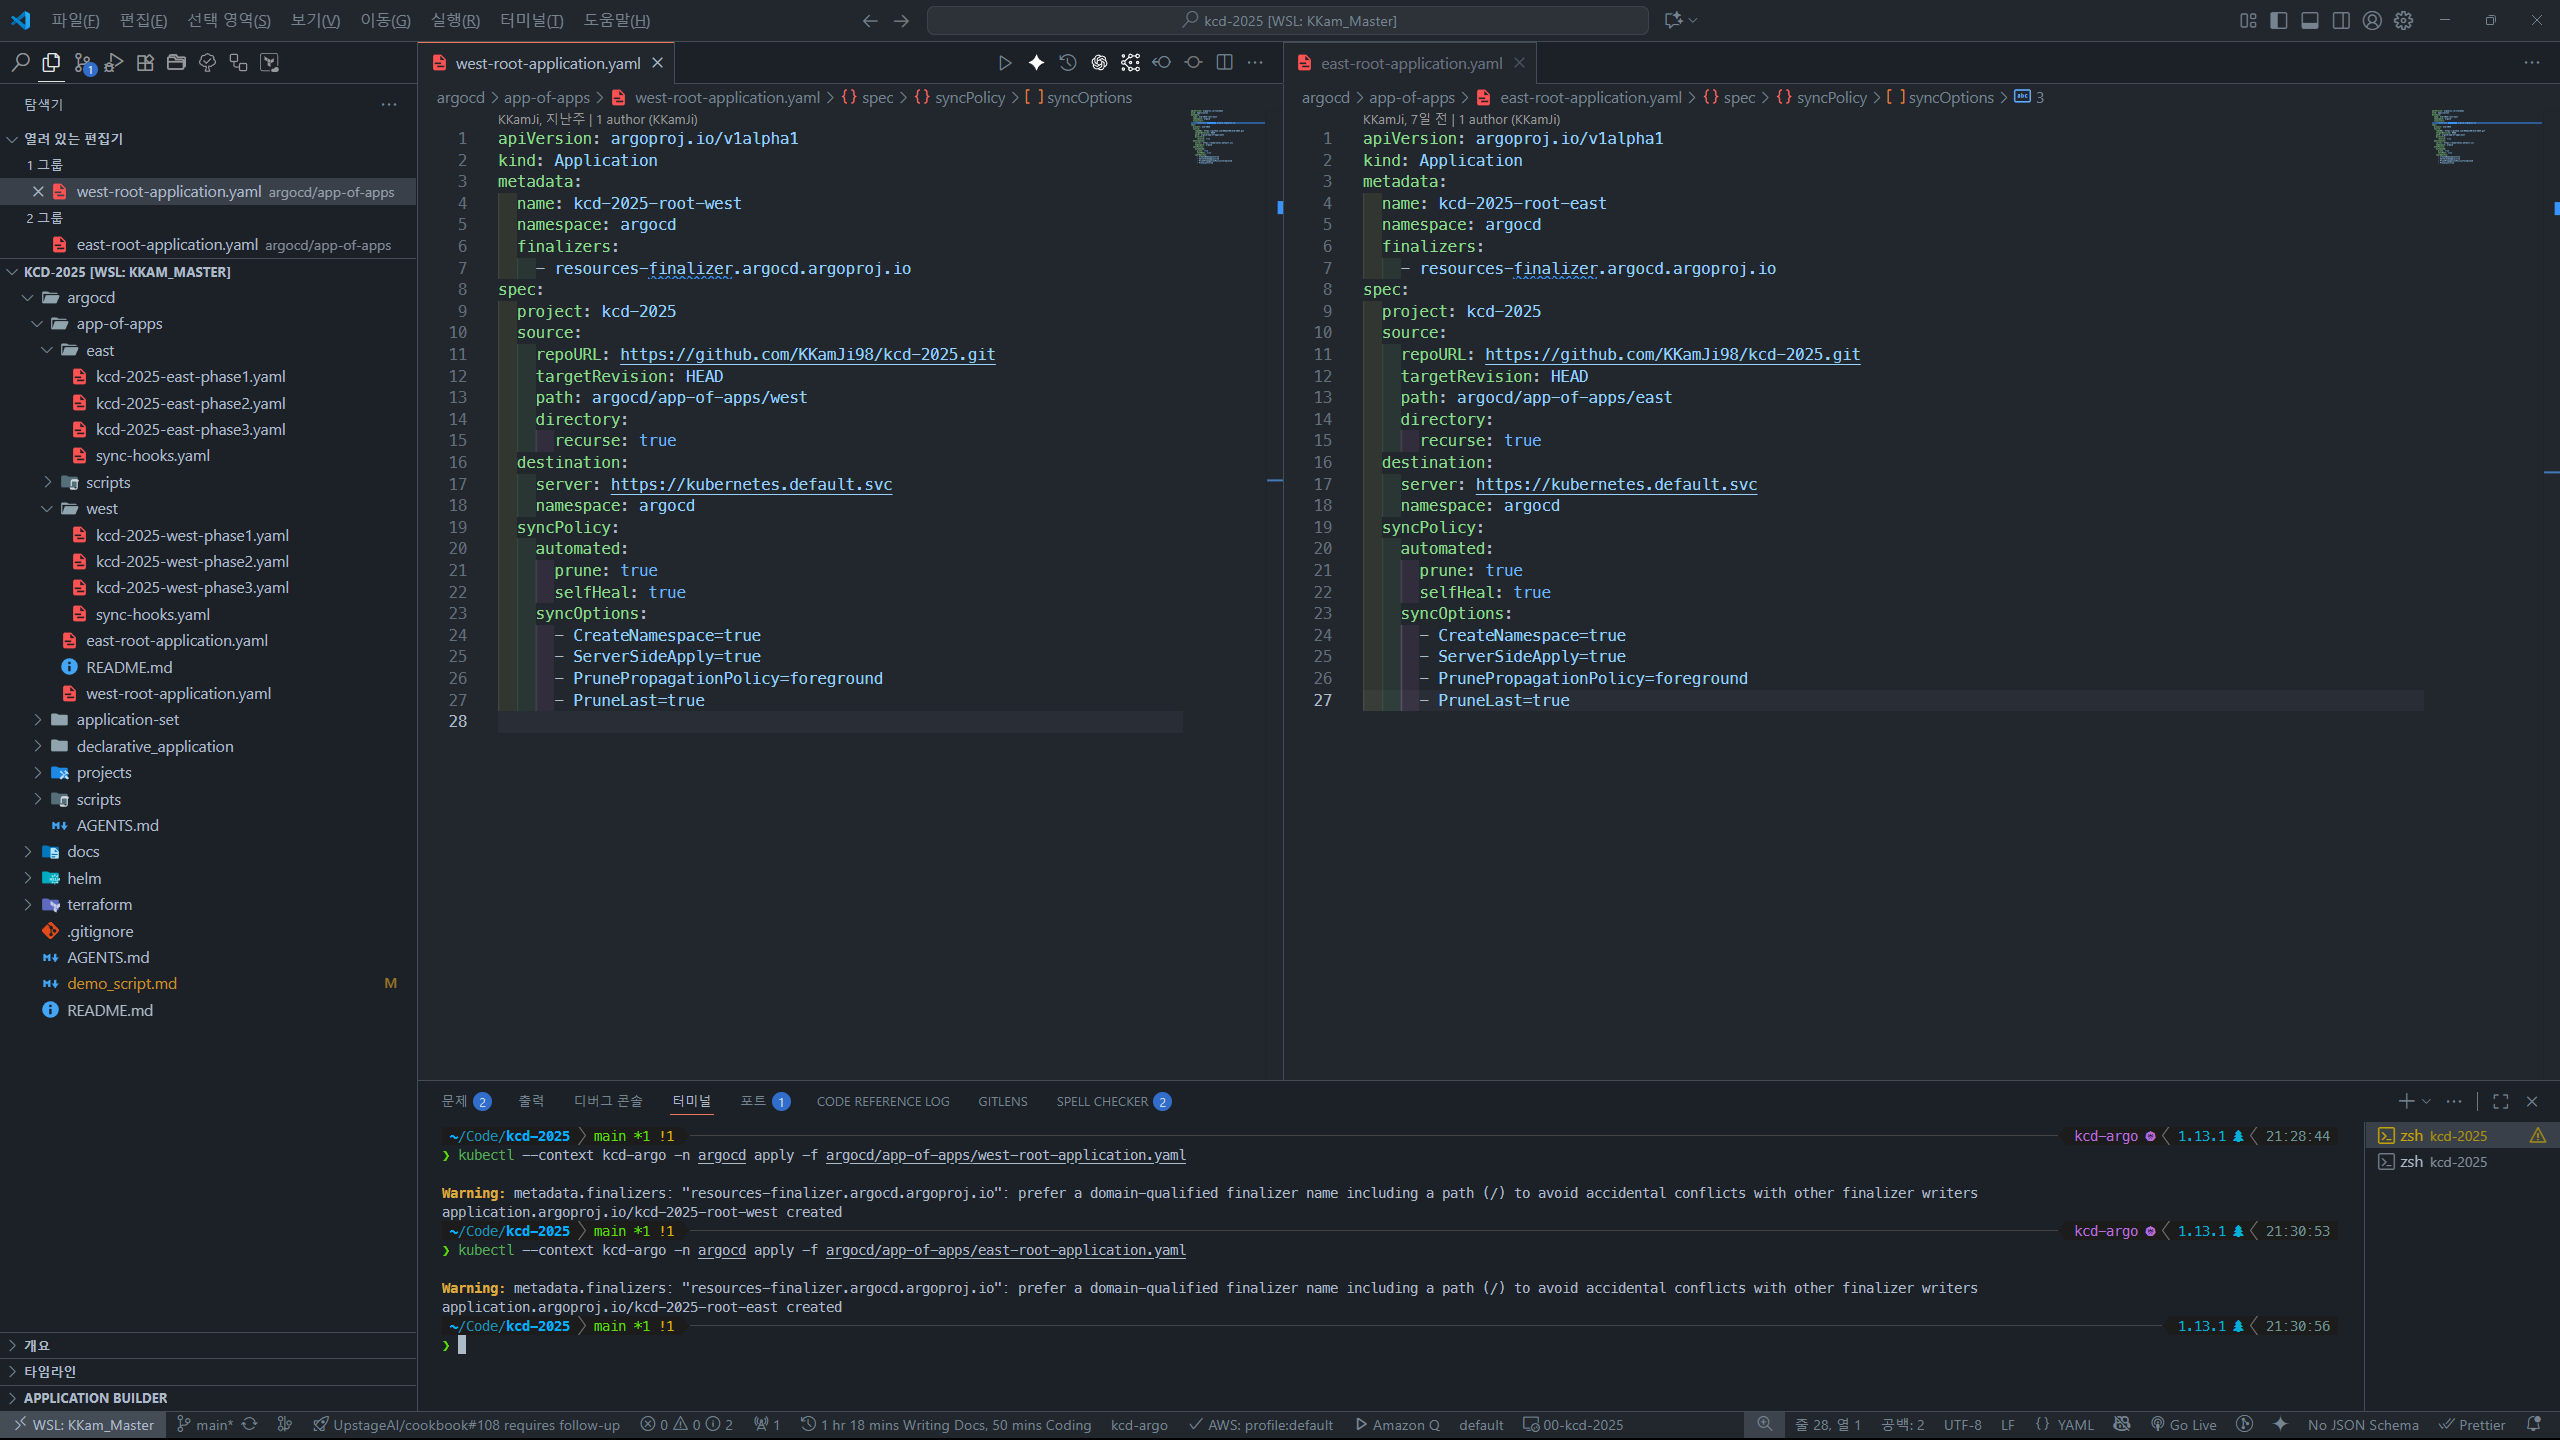 파일(F) 편집(E) 선택 영역(S) 보기(V) 이동(G) 실행(R) 터미널(T) 도움말(H)
kcd-2025 [WSL: KKam_Master]
1
탐색기
열려 있는 편집기
1 그룹
west-root-application.yaml argocd/app-of-apps
2 그룹
east-root-application.yaml argocd/app-of-apps
KCD-2025 [WSL: KKAM_MASTER]
argocd
app-of-apps
east
kcd-2025-east-phase1.yaml
kcd-2025-east-phase2.yaml
kcd-2025-east-phase3.yaml
sync-hooks.yaml
scripts
west
kcd-2025-west-phase1.yaml
kcd-2025-west-phase2.yaml
kcd-2025-west-phase3.yaml
sync-hooks.yaml
east-root-application.yaml
README.md
west-root-application.yaml
application-set
declarative_application
projects
scripts
AGENTS.md
docs
helm
terraform
.gitignore
AGENTS.md
demo_script.md M
README.md
개요
타임라인
APPLICATION BUILDER
west-root-application.yaml
argocd > app-of-apps > west-root-application.yaml > {} spec > {} syncPolicy > [ ] syncOptions
KKamJi, 지난주 | 1 author (KKamJi)
1 apiVersion: argoproj.io/v1alpha1
2 kind: Application
3 metadata:
4 name: kcd-2025-root-west
5 namespace: argocd
6 finalizers:
7 - resources-finalizer.argocd.argoproj.io
8 spec:
9 project: kcd-2025
10 source:
11 repoURL: https://github.com/KKamJi98/kcd-2025.git
12 targetRevision: HEAD
13 path: argocd/app-of-apps/west
14 directory:
15 recurse: true
16 destination:
17 server: https://kubernetes.default.svc
18 namespace: argocd
19 syncPolicy:
20 automated:
21 prune: true
22 selfHeal: true
23 syncOptions:
24 - CreateNamespace=true
25 - ServerSideApply=true
26 - PrunePropagationPolicy=foreground
27 - PruneLast=true
28
east-root-application.yaml
argocd > app-of-apps > east-root-application.yaml > {} spec > {} syncPolicy > [ ] syncOptions > abc 3
KKamJi, 7일 전 | 1 author (KKamJi)
1 apiVersion: argoproj.io/v1alpha1
2 kind: Application
3 metadata:
4 name: kcd-2025-root-east
5 namespace: argocd
6 finalizers:
7 - resources-finalizer.argocd.argoproj.io
8 spec:
9 project: kcd-2025
10 source:
11 repoURL: https://github.com/KKamJi98/kcd-2025.git
12 targetRevision: HEAD
13 path: argocd/app-of-apps/east
14 directory:
15 recurse: true
16 destination:
17 server: https://kubernetes.default.svc
18 namespace: argocd
19 syncPolicy:
20 automated:
21 prune: true
22 selfHeal: true
23 syncOptions:
24 - CreateNamespace=true
25 - ServerSideApply=true
26 - PrunePropagationPolicy=foreground
27 - PruneLast=true
문제 2 출력 디버그 콘솔 터미널 포트 1 CODE REFERENCE LOG GITLENS SPELL CHECKER 2
~/Code/kcd-2025 main *1 !1 kcd-argo 1.13.1 21:28:44
❯ kubectl --context kcd-argo -n argocd apply -f argocd/app-of-apps/west-root-application.yaml
Warning: metadata.finalizers: "resources-finalizer.argocd.argoproj.io": prefer a domain-qualified finalizer name including a path (/) to avoid accidental conflicts with other finalizer writers
application.argoproj.io/kcd-2025-root-west created
~/Code/kcd-2025 main *1 !1 kcd-argo 1.13.1 21:30:53
❯ kubectl --context kcd-argo -n argocd apply -f argocd/app-of-apps/east-root-application.yaml
Warning: metadata.finalizers: "resources-finalizer.argocd.argoproj.io": prefer a domain-qualified finalizer name including a path (/) to avoid accidental conflicts with other finalizer writers
application.argoproj.io/kcd-2025-root-east created
~/Code/kcd-2025 main *1 !1 1.13.1 21:30:56
❯
zsh kcd-2025
zsh kcd-2025
WSL: KKam_Master main* UpstageAI/cookbook#108 requires follow-up 0 0 2 1 1 hr 18 mins Writing Docs, 50 mins Coding kcd-argo AWS: profile:default Amazon Q default 00-kcd-2025 줄 28, 열 1 공백: 2 UTF-8 LF {} YAML Go Live No JSON Schema Prettier